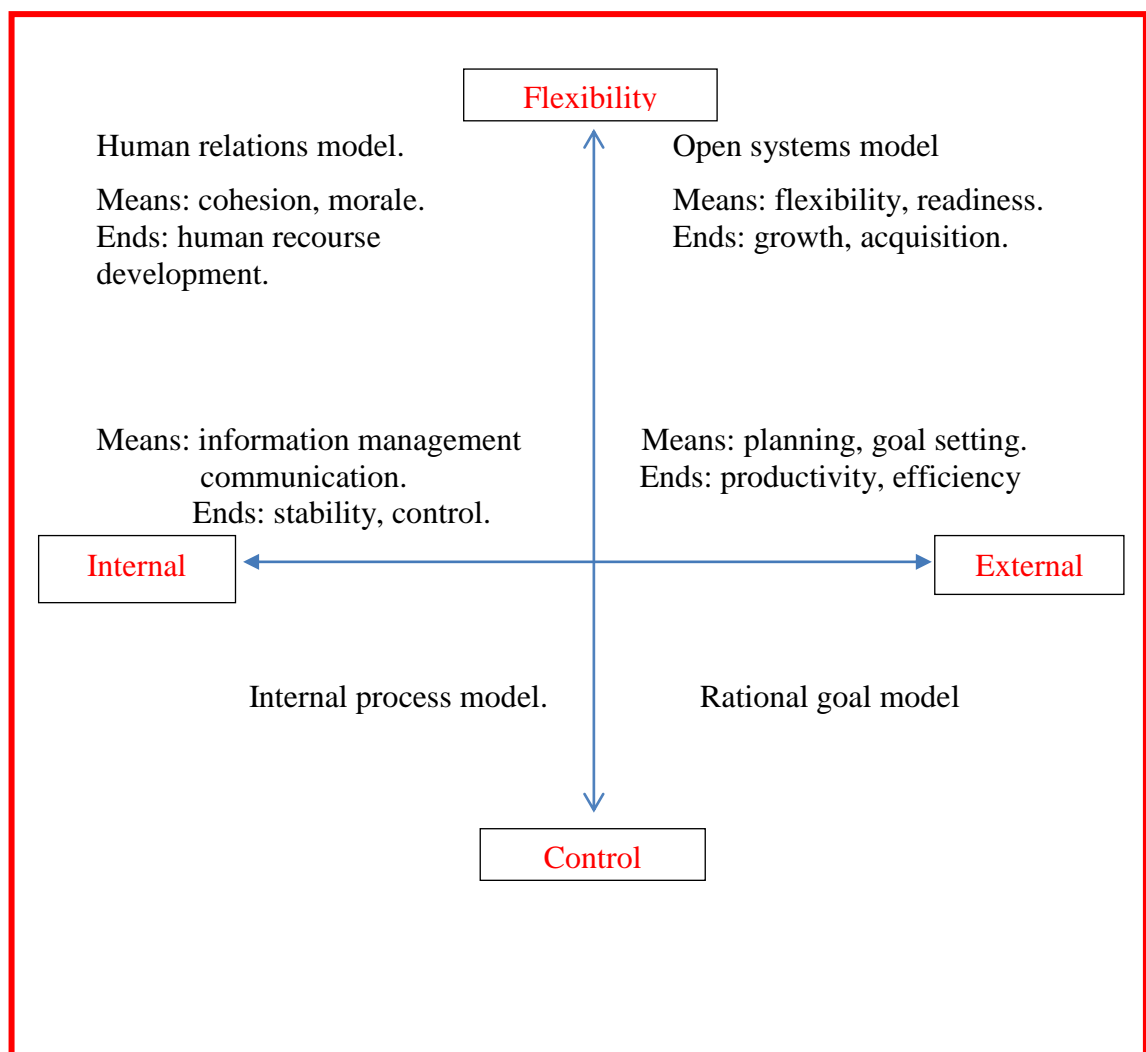 Flexibility
Human relations model.
Open systems model
Means: cohesion, morale.
Ends: human recourse
development.
Means: flexibility, readiness.
Ends: growth, acquisition.
Means: information management
communication.
Ends: stability, control.
Means: planning, goal setting.
Ends: productivity, efficiency
Internal
External
Internal process model.
Rational goal model
Control